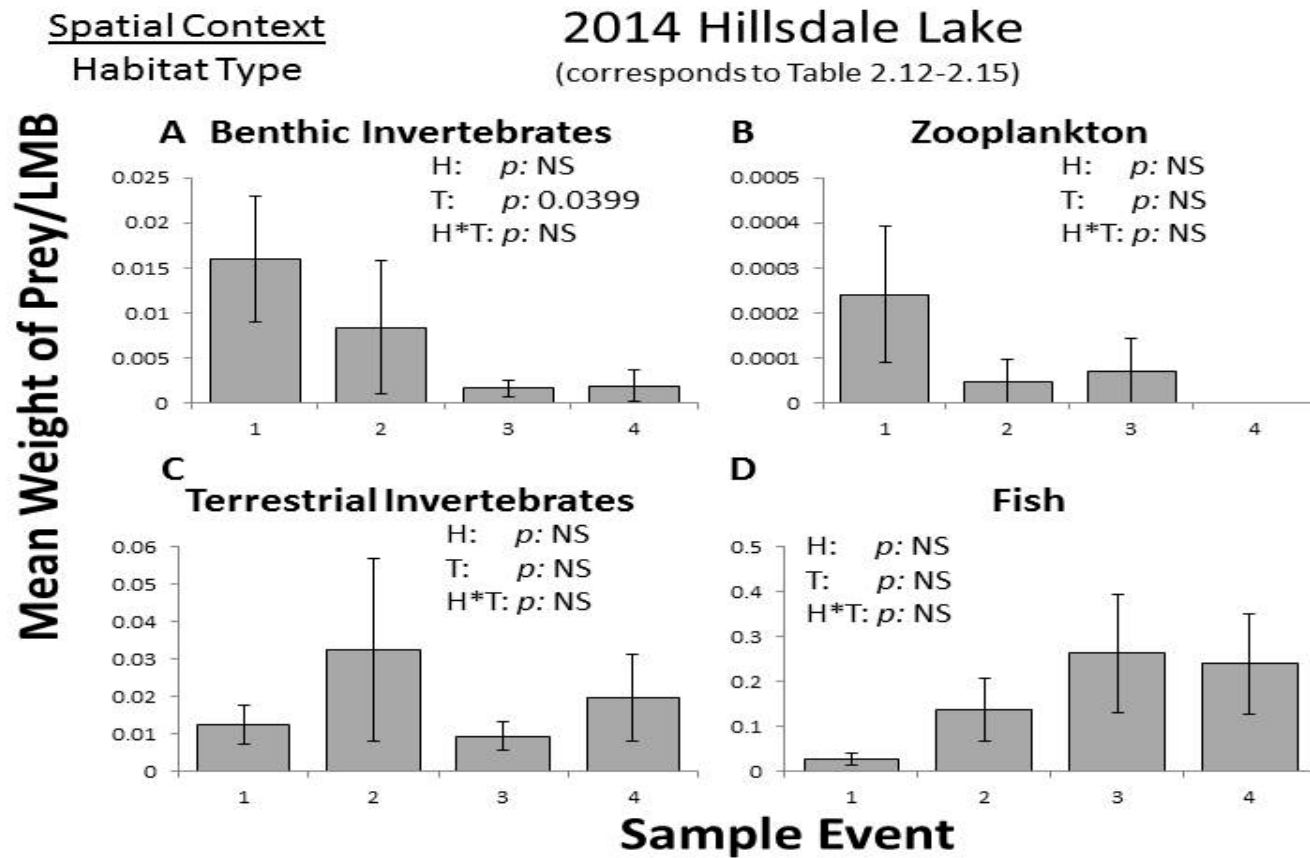 Spatial Context
Habitat Type
2014 Hillsdale Lake
(corresponds to Table 2.12-2.15)
Mean Weight of Prey/LMB
A Benthic Invertebrates
H: p: NS
T: p: 0.0399
H*T: p: NS
0.025
0.02
0.015
0.01
0.005
0
1 2 3 4
B Zooplankton
H: p: NS
T: p: NS
H*T: p: NS
0.0005
0.0004
0.0003
0.0002
0.0001
0
1 2 3 4
C
Terrestrial Invertebrates
H: p: NS
T: p: NS
H*T: p: NS
0.06
0.05
0.04
0.03
0.02
0.01
0
1 2 3 4
D
Fish
H: p: NS
T: p: NS
H*T: p: NS
0.5
0.4
0.3
0.2
0.1
0
1 2 3 4
Sample Event